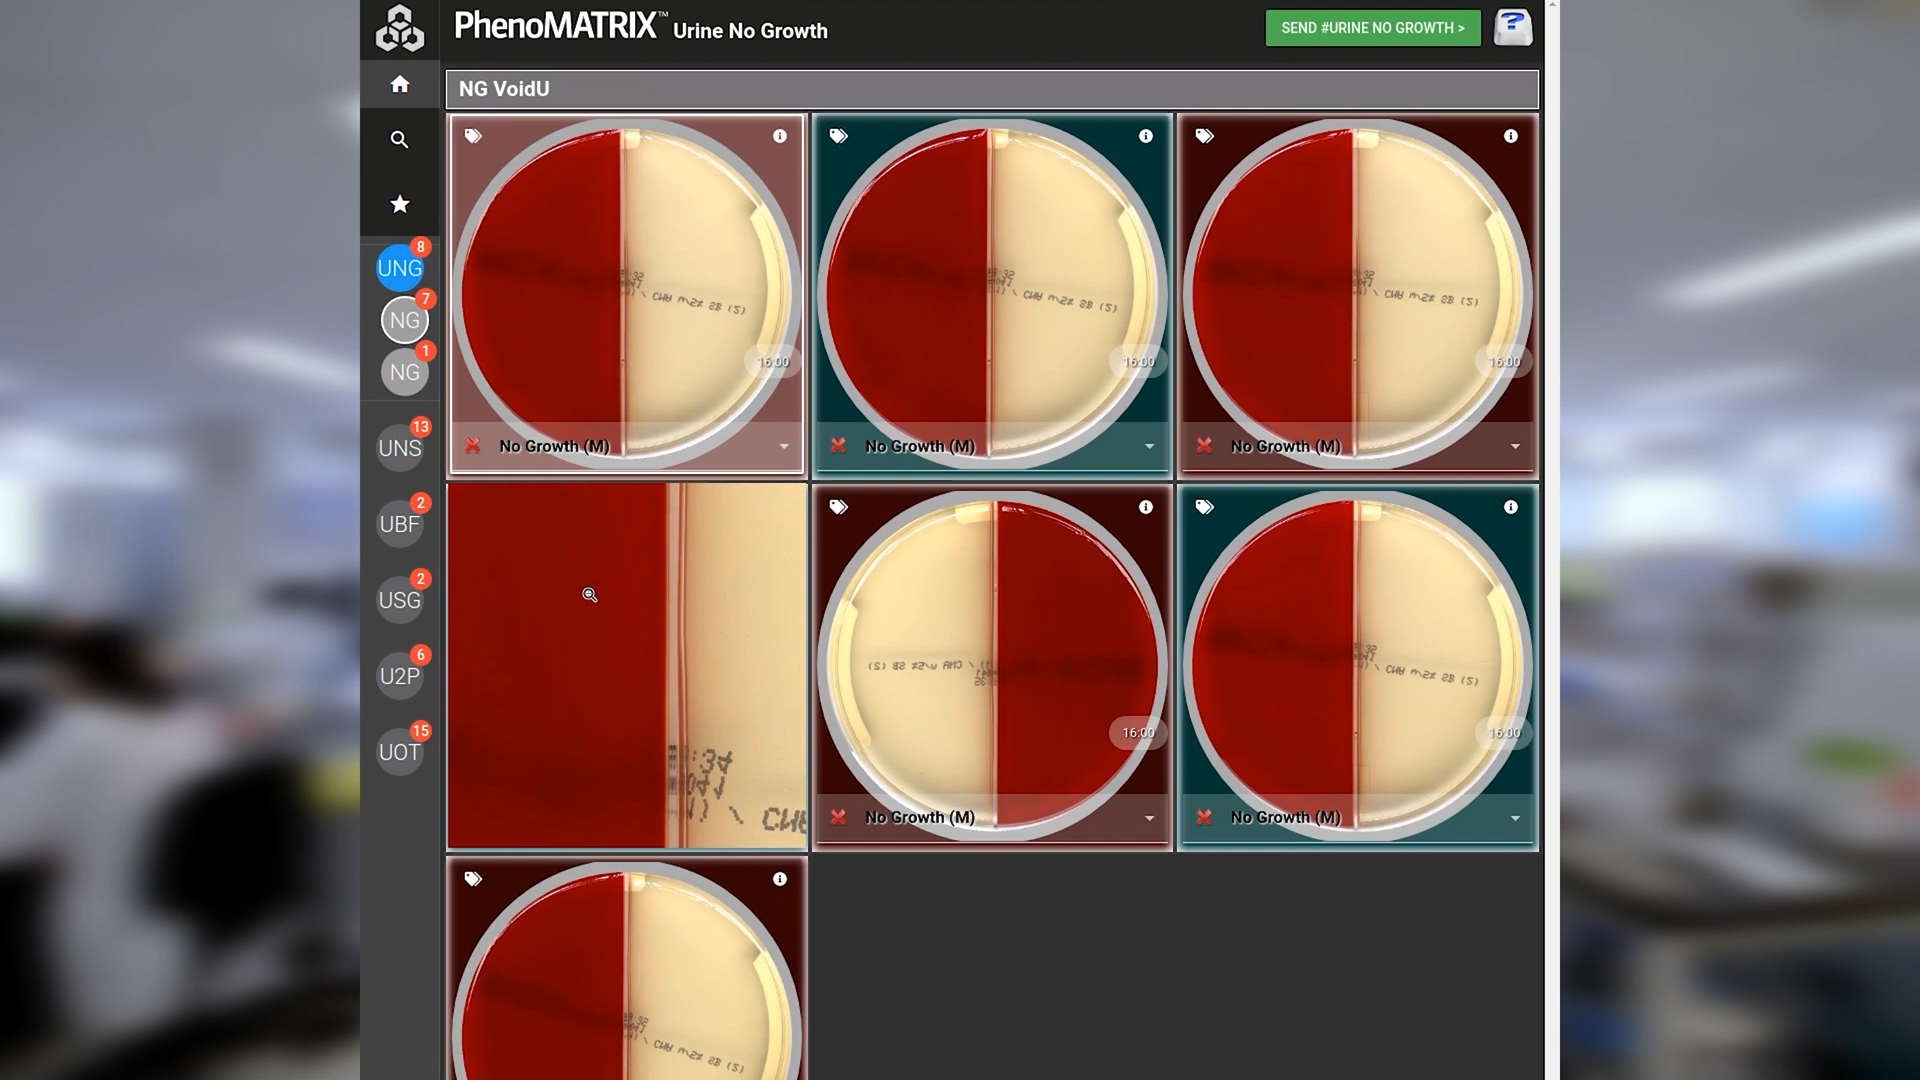 PhenoMATRIX™ Urine No Growth
SEND #URINE NO GROWTH >
?
NG VoidU
UNG 8
NG 7
NG 1
UNS 13
UBF 2
USG 2
U2P 6
UOT 15
16:00
No Growth (M)
16:00
No Growth (M)
16:00
No Growth (M)
16:00
No Growth (M)
16:00
No Growth (M)